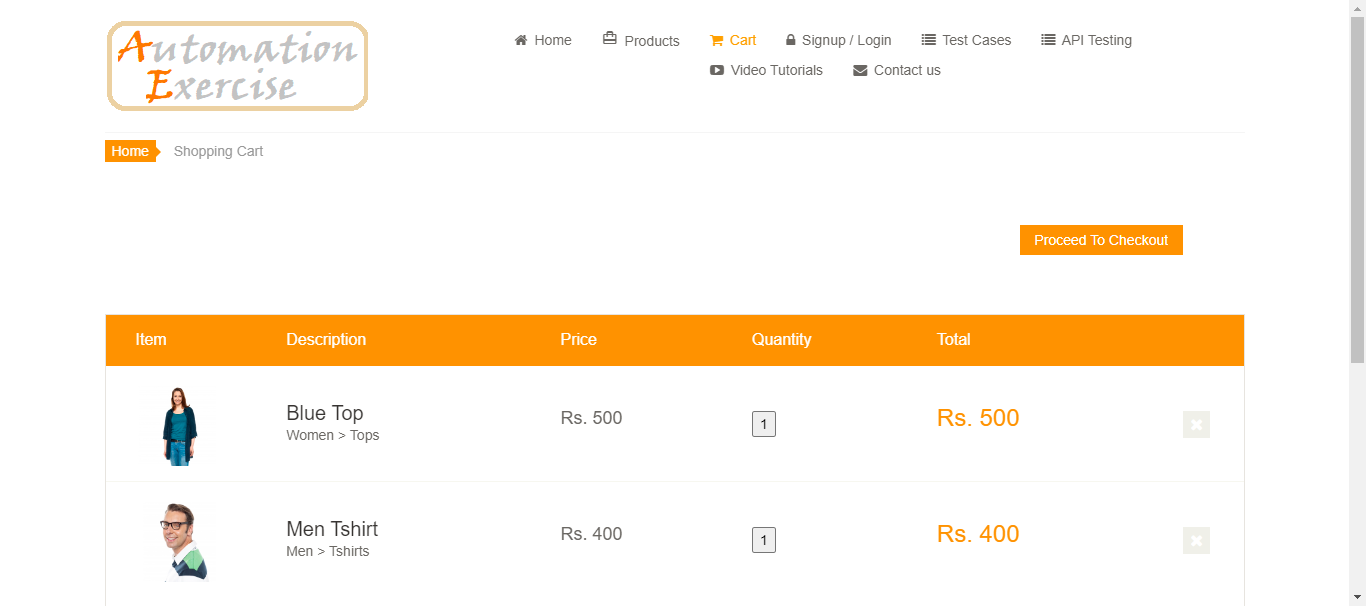 Automation
Exercise
Home Products Cart Signup / Login Test Cases API Testing
Video Tutorials Contact us
Home Shopping Cart
Proceed To Checkout
Item Description Price Quantity Total
Blue Top
Women > Tops
Rs. 500
1
Rs. 500
Men Tshirt
Men > Tshirts
Rs. 400
1
Rs. 400